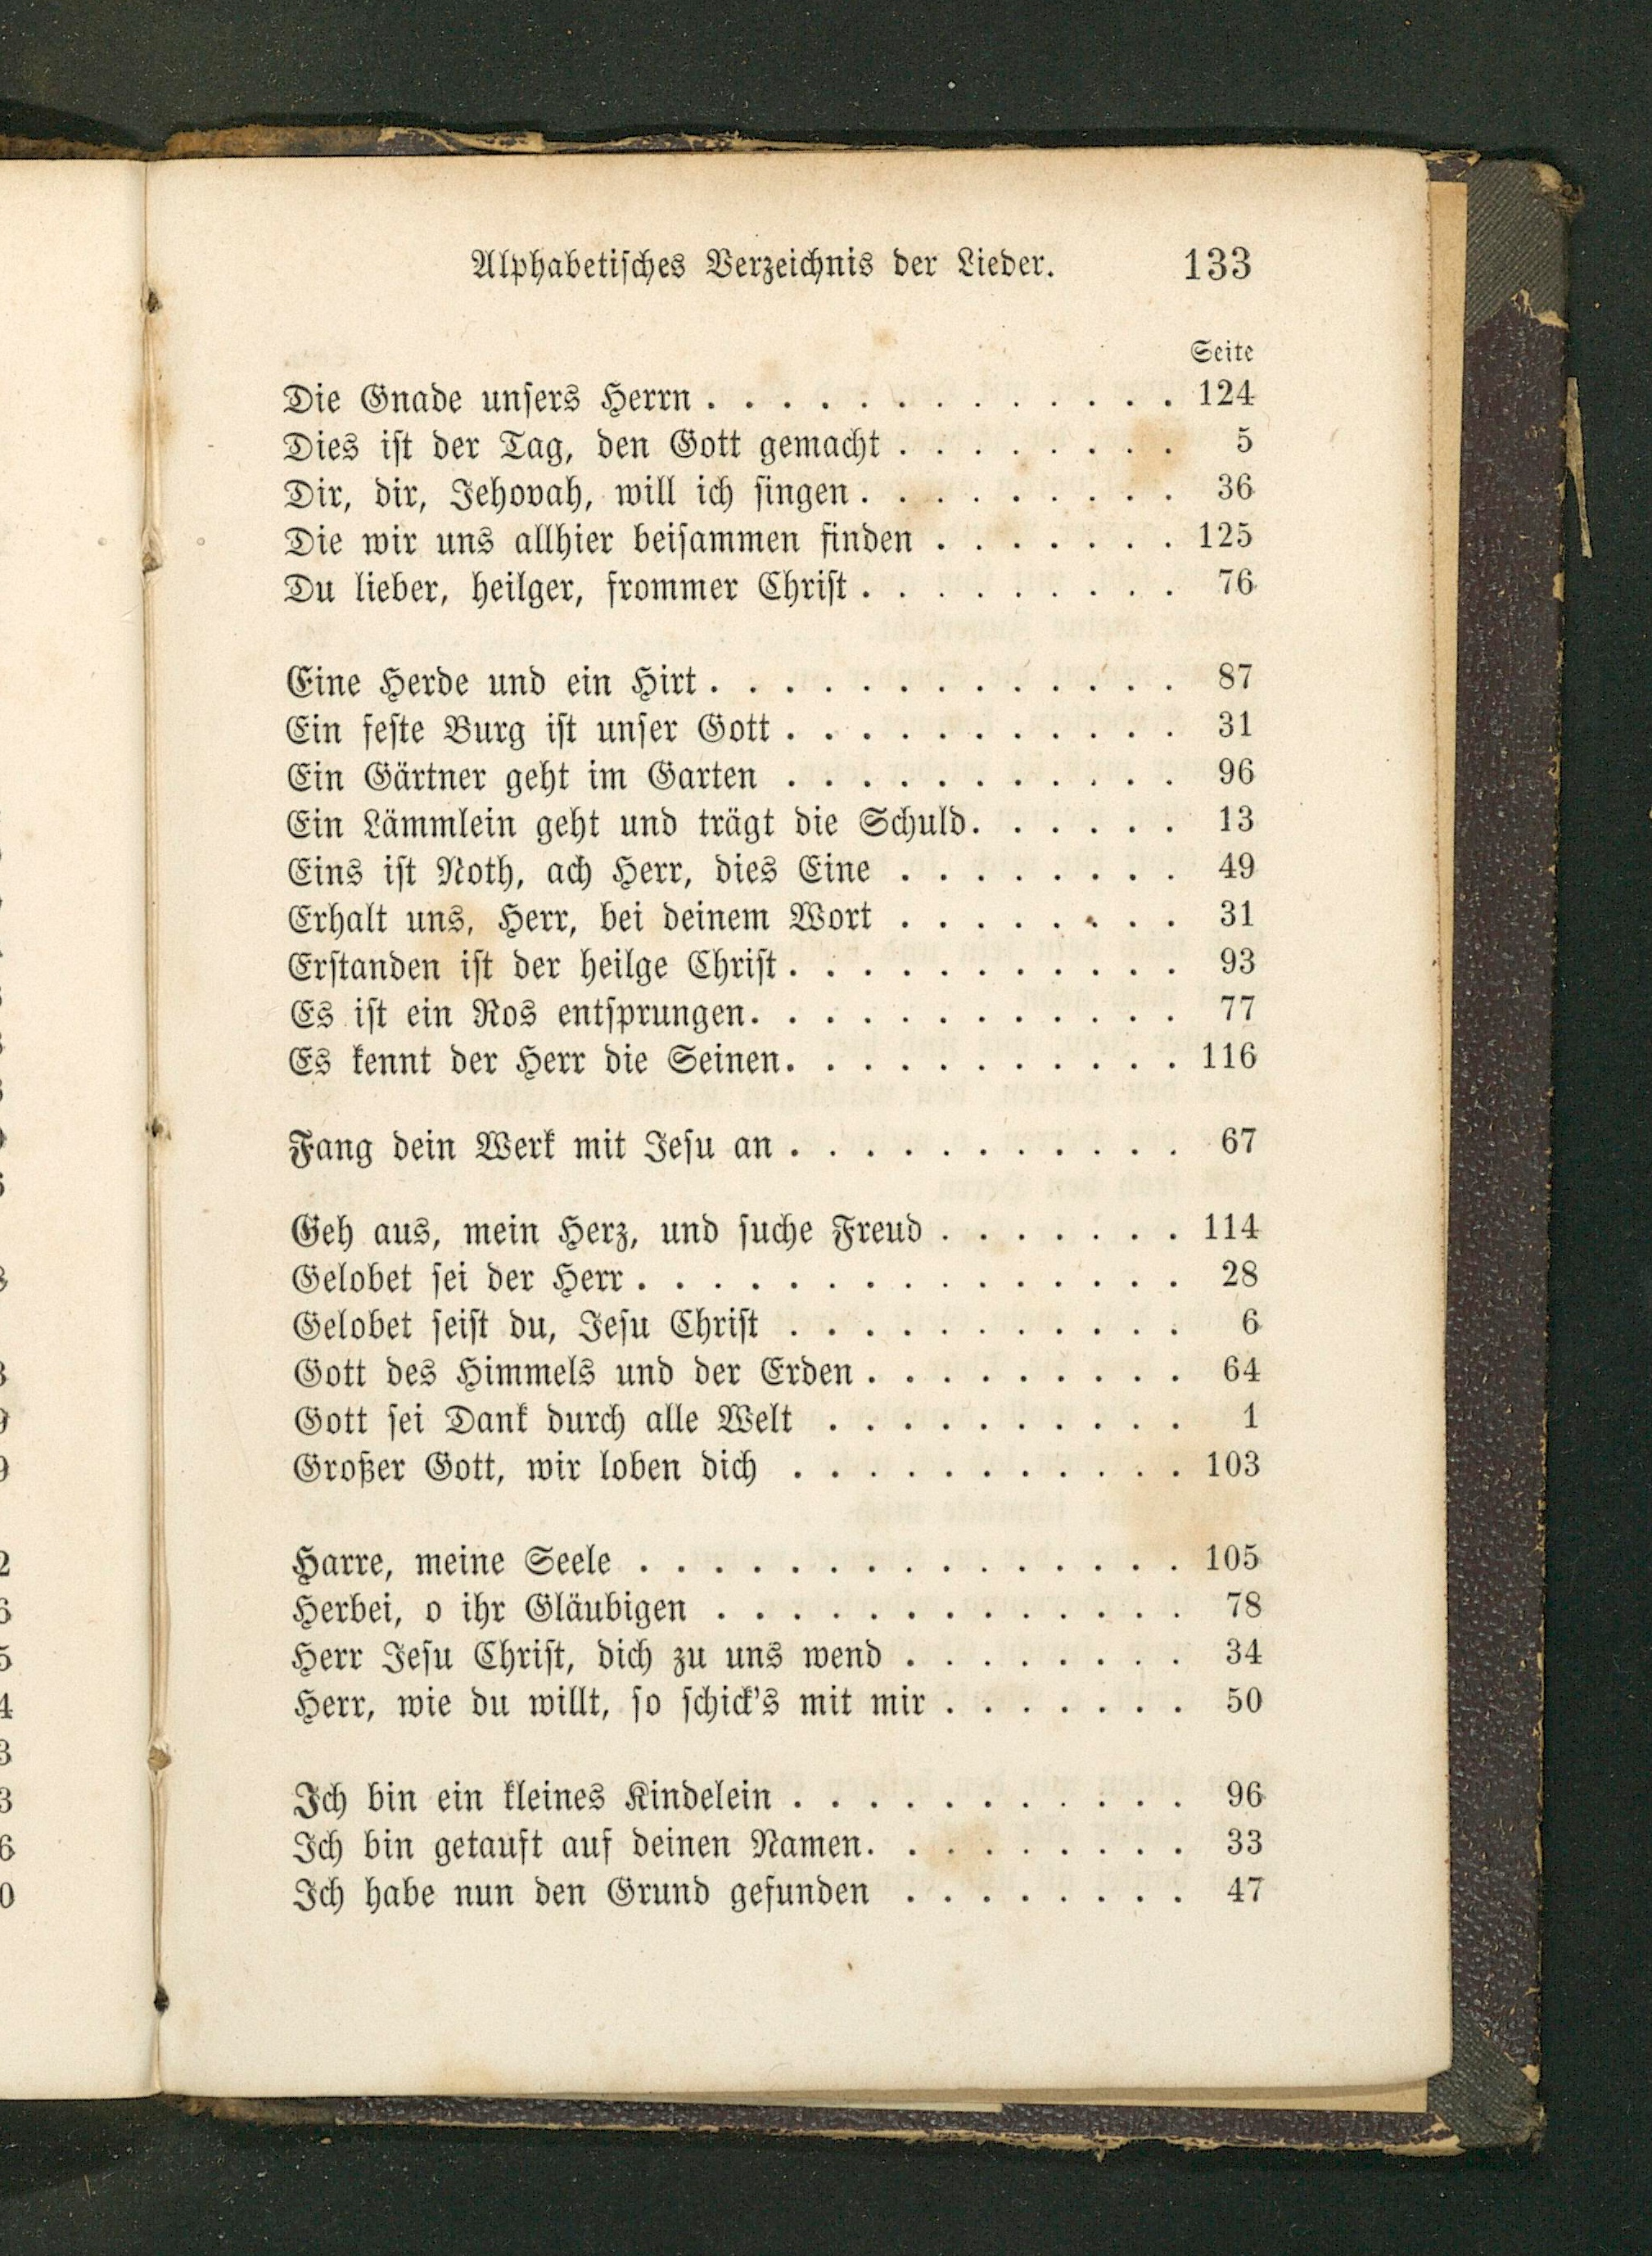 Alphabetisches Verzeichnis der Lieder. 133
Seite
Die Gnade unsers Herrn . . . . . . . . . . . . . 124
Dies ist der Tag, den Gott gemacht . . . . . . . . 5
Dir, dir, Jehovah, will ich singen . . . . . . . . . 36
Die wir uns allhier beisammen finden . . . . . . . 125
Du lieber, heilger, frommer Christ . . . . . . . . . 76
Eine Herde und ein Hirt . . . . . . . . . . . . . 87
Ein feste Burg ist unser Gott . . . . . . . . . . . 31
Ein Gärtner geht im Garten . . . . . . . . . . . 96
Ein Lämmlein geht und trägt die Schuld . . . . . . 13
Eins ist Noth, ach Herr, dies Eine . . . . . . . . 49
Erhalt uns, Herr, bei deinem Wort . . . . . . . . 31
Erstanden ist der heilge Christ . . . . . . . . . . . 93
Es ist ein Ros entsprungen . . . . . . . . . . . . 77
Es kennt der Herr die Seinen . . . . . . . . . . . 116
Fang dein Werk mit Jesu an . . . . . . . . . . . 67
Geh aus, mein Herz, und suche Freud . . . . . . . 114
Gelobet sei der Herr . . . . . . . . . . . . . . . 28
Gelobet seist du, Jesu Christ . . . . . . . . . . . 6
Gott des Himmels und der Erden . . . . . . . . . 64
Gott sei Dank durch alle Welt . . . . . . . . . . 1
Großer Gott, wir loben dich . . . . . . . . . . . 103
Harre, meine Seele . . . . . . . . . . . . . . . 105
Herbei, o ihr Gläubigen . . . . . . . . . . . . . 78
Herr Jesu Christ, dich zu uns wend . . . . . . . . 34
Herr, wie du willt, so schick's mit mir . . . . . . . 50
Ich bin ein kleines Kindelein . . . . . . . . . . . 96
Ich bin getauft auf deinen Namen . . . . . . . . . 33
Ich habe nun den Grund gefunden . . . . . . . . 47